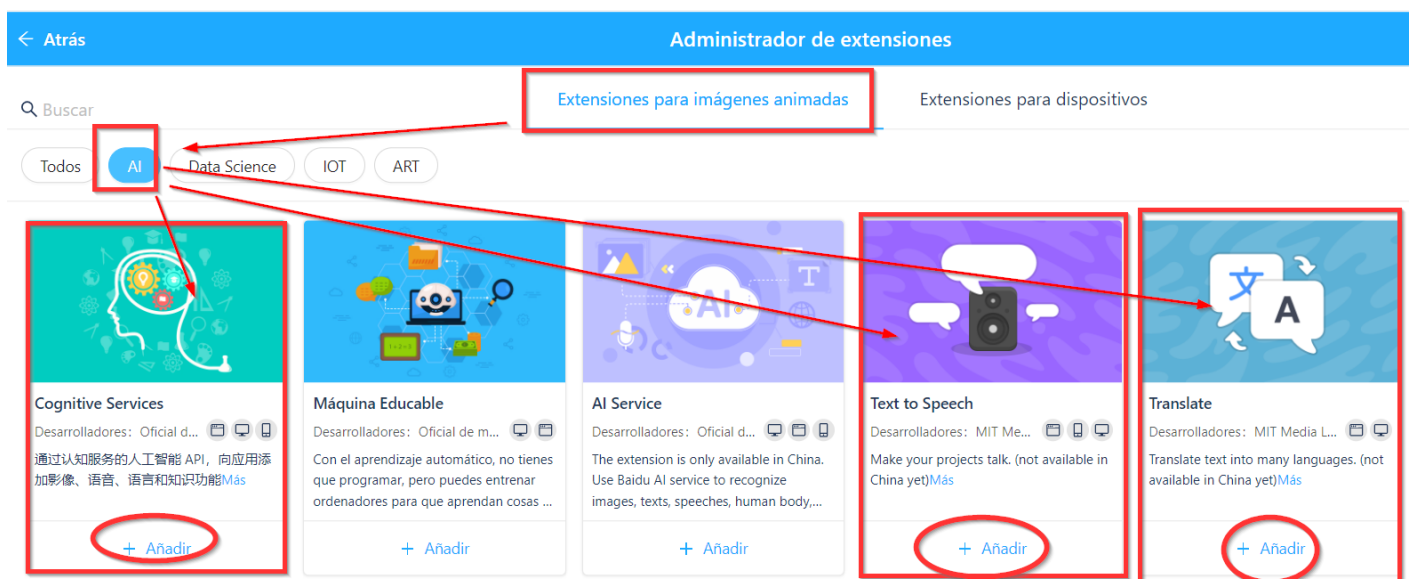 Atrás
Administrador de extensiones
Buscar
Extensiones para imágenes animadas
Extensiones para dispositivos
Todos
AI
Data Science
IOT
ART
1+2=3
T
AI
文
A
Cognitive Services
Desarrolladores: Oficial d...
通过认知服务的人工智能 API，向应用添
加影像、语音、语言和知识功能Más
+ Añadir
Máquina Educable
Desarrolladores: Oficial de m...
Con el aprendizaje automático, no tienes
que programar, pero puedes entrenar
ordenadores para que aprendan cosas ...
+ Añadir
AI Service
Desarrolladores: Oficial d...
The extension is only available in China.
Use Baidu AI service to recognize
images, texts, speeches, human body,...
+ Añadir
Text to Speech
Desarrolladores: MIT Me...
Make your projects talk. (not available in
China yet)Más
+ Añadir
Translate
Desarrolladores: MIT Media L...
Translate text into many languages. (not
available in China yet)Más
+ Añadir